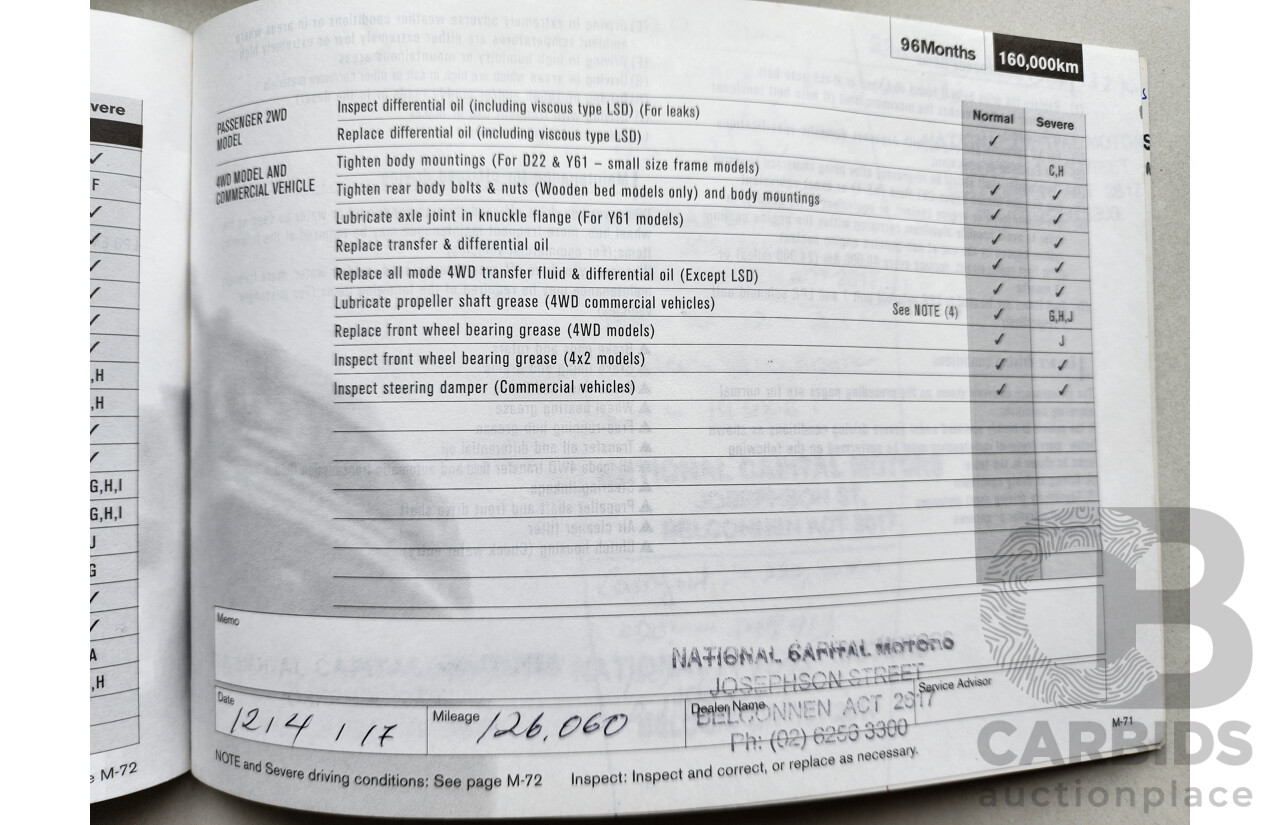 96Months 160,000km
Normal Severe
PASSENGER 2WD MODEL
Inspect differential oil (including viscous type LSD) (For leaks) ✓
Replace differential oil (including viscous type LSD) C,H
4WD MODEL AND COMMERCIAL VEHICLE
Tighten body mountings (For D22 & Y61 – small size frame models) ✓ ✓
Tighten rear body bolts & nuts (Wooden bed models only) and body mountings ✓ ✓
Lubricate axle joint in knuckle flange (For Y61 models) ✓ ✓
Replace transfer & differential oil ✓ ✓
Replace all mode 4WD transfer fluid & differential oil (Except LSD) ✓ ✓
Lubricate propeller shaft grease (4WD commercial vehicles) See NOTE (4) ✓ G,H,J
Replace front wheel bearing grease (4WD models) ✓ J
Inspect front wheel bearing grease (4x2 models) ✓ ✓
Inspect steering damper (Commercial vehicles) ✓ ✓
Memo
NATIONAL CAPITAL MOTORS
JOSEPHSON STREET
BELCONNEN ACT 2617
Ph: (02) 6256 3300
Date
12/4/17
Mileage
126,060
Dealer Name
Service Advisor
NOTE and Severe driving conditions: See page M-72 Inspect: Inspect and correct, or replace as necessary.
M-71
vere
✓
F
✓
✓
✓
✓
✓
✓
,H
,H
✓
✓
G,H,I
G,H,I
J
G
✓
✓
A
,H
M-72
CARBIDS
auctionplace